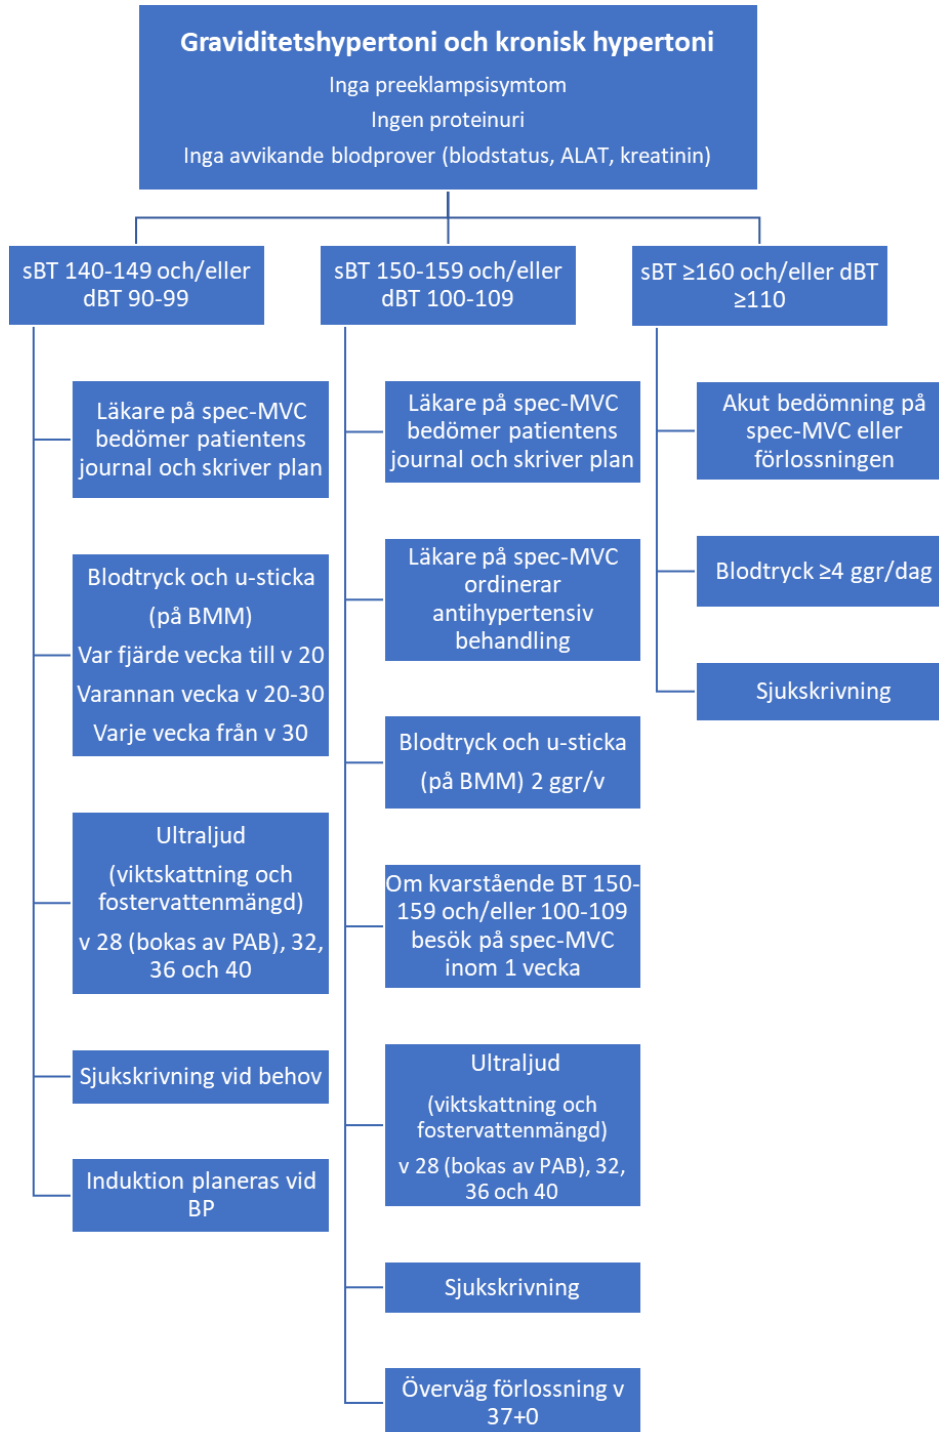 Graviditetshypertoni och kronisk hypertoni
Inga preeklampsisymtom
Ingen proteinuri
Inga avvikande blodprover (blodstatus, ALAT, kreatinin)
sBT 140-149 och/eller
dBT 90-99
Läkare på spec-MVC
bedömer patientens
journal och skriver plan
Blodtryck och u-sticka
(på BMM)
Var fjärde vecka till v 20
Varannan vecka v 20-30
Varje vecka från v 30
Ultraljud
(viktskattning och
fostervattenmängd)
v 28 (bokas av PAB), 32,
36 och 40
Sjukskrivning vid behov
Induktion planeras vid
BP
sBT 150-159 och/eller
dBT 100-109
Läkare på spec-MVC
bedömer patientens
journal och skriver plan
Läkare på spec-MVC
ordinerar
antihypertensiv
behandling
Blodtryck och u-sticka
(på BMM) 2 ggr/v
Om kvarstående BT 150-
159 och/eller 100-109
besök på spec-MVC
inom 1 vecka
Ultraljud
(viktskattning och
fostervattenmängd)
v 28 (bokas av PAB), 32,
36 och 40
Sjukskrivning
Överväg förlossning v
37+0
sBT ≥160 och/eller dBT
≥110
Akut bedömning på
spec-MVC eller
förlossningen
Blodtryck ≥4 ggr/dag
Sjukskrivning